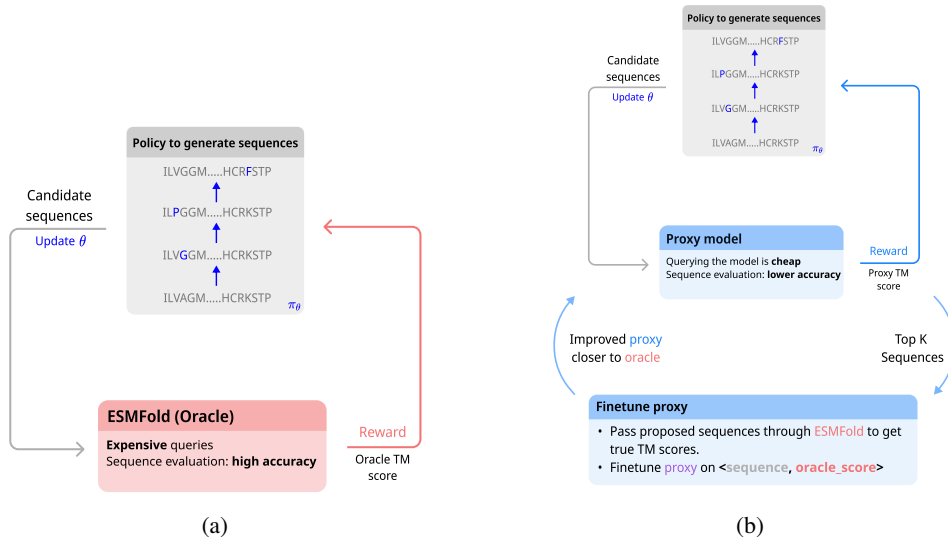 Policy to generate sequences
ILVGGM.....HCRFSTP
ILPGGM.....HCRKSTP
ILVGGM.....HCRKSTP
ILVAGM.....HCRKSTP
πθ
Candidate
sequences
Update θ
ESMFold (Oracle)
Expensive queries
Sequence evaluation: high accuracy
Reward
Oracle TM
score
(a)
Policy to generate sequences
ILVGGM.....HCRFSTP
ILPGGM.....HCRKSTP
ILVGGM.....HCRKSTP
ILVAGM.....HCRKSTP
πθ
Candidate
sequences
Update θ
Proxy model
Querying the model is cheap
Sequence evaluation: lower accuracy
Reward
Proxy TM
score
Improved proxy
closer to oracle
Top K
Sequences
Finetune proxy
• Pass proposed sequences through ESMFold to get
true TM scores.
• Finetune proxy on <sequence, oracle_score>
(b)